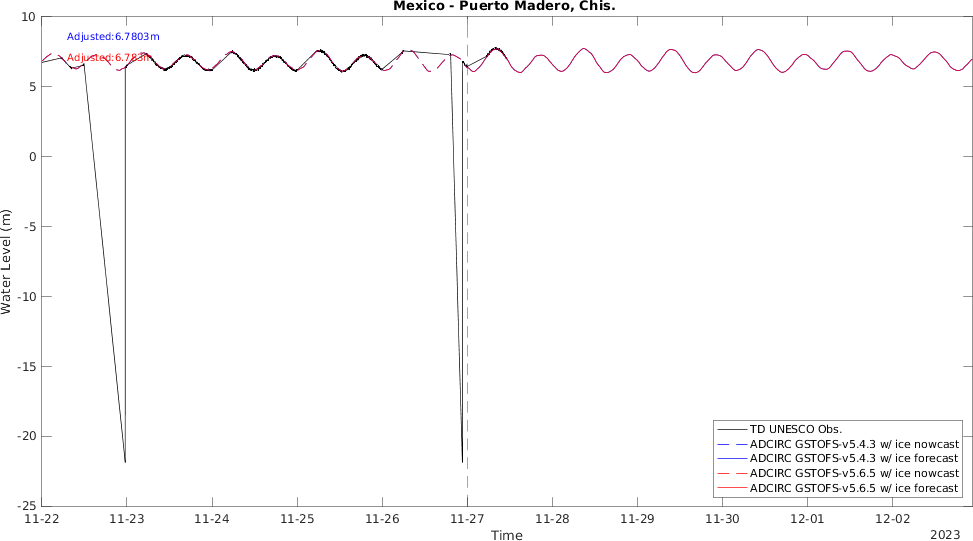 Mexico - Puerto Madero, Chis.
Adjusted:6.7803m
Adjusted:6.783m
Water Level (m)
10
5
0
-5
-10
-15
-20
-25
TD UNESCO Obs.
ADCIRC GSTOFS-v5.4.3 w/ ice nowcast
ADCIRC GSTOFS-v5.4.3 w/ ice forecast
ADCIRC GSTOFS-v5.6.5 w/ ice nowcast
ADCIRC GSTOFS-v5.6.5 w/ ice forecast
11-22 11-23 11-24 11-25 11-26 11-27 11-28 11-29 11-30 12-01 12-02
Time
2023